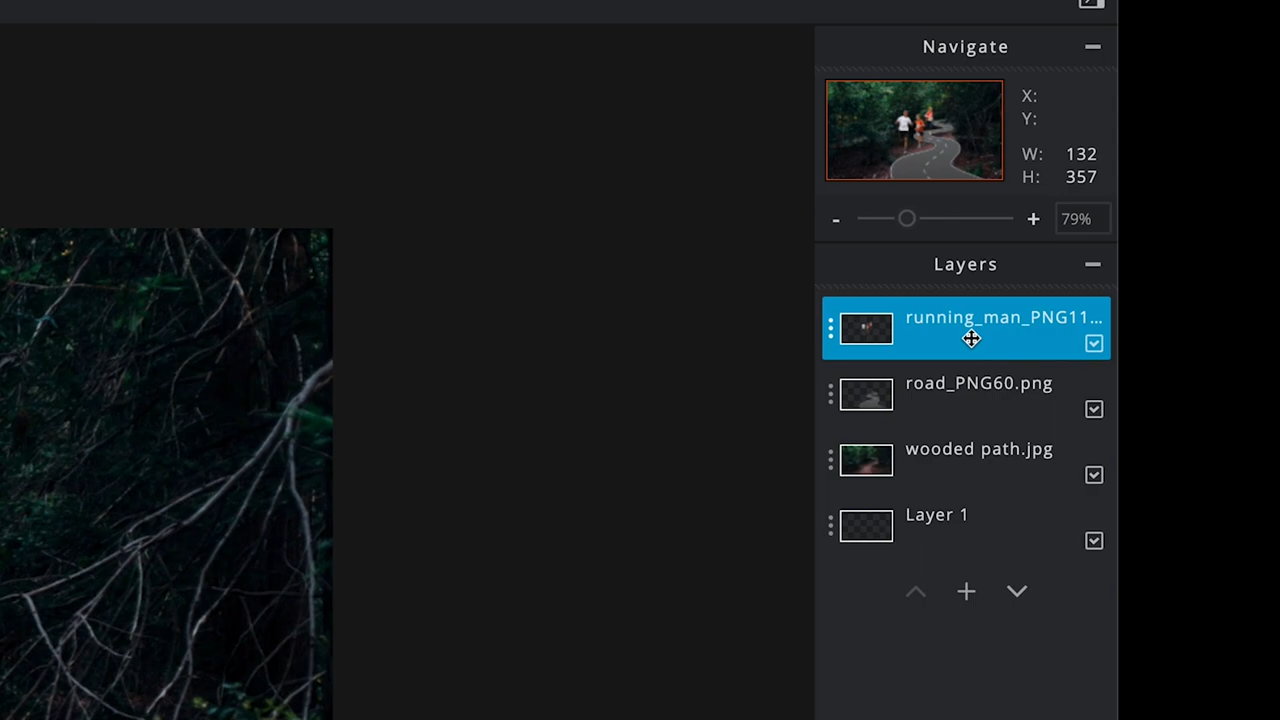 Navigate
X:
Y:
W: 132
H: 357
- + 79%
Layers
running_man_PNG11...
road_PNG60.png
wooded path.jpg
Layer 1